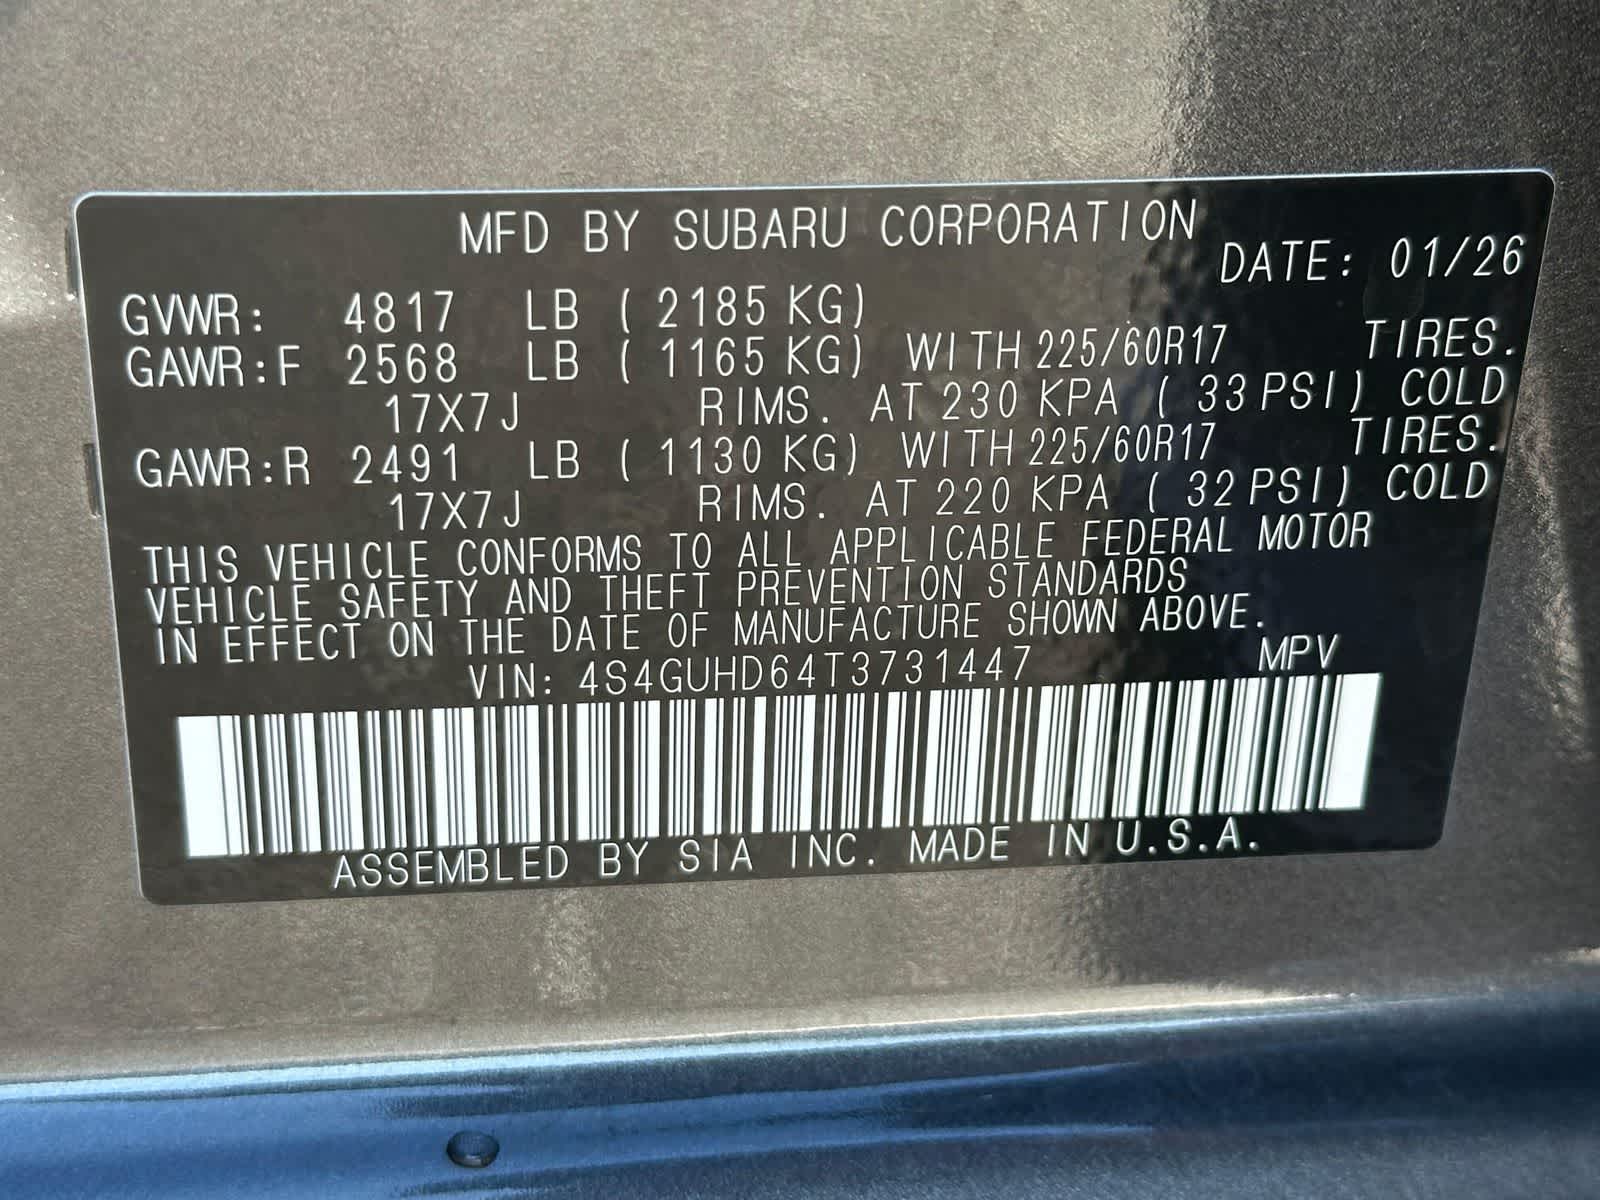 MFD BY SUBARU CORPORATION
DATE: 01/26
GVWR: 4817 LB ( 2185 KG)
GAWR:F 2568 LB ( 1165 KG) WITH 225/60R17 TIRES.
17X7J RIMS. AT 230 KPA ( 33 PSI) COLD
GAWR:R 2491 LB ( 1130 KG) WITH 225/60R17 TIRES.
17X7J RIMS. AT 220 KPA ( 32 PSI) COLD
THIS VEHICLE CONFORMS TO ALL APPLICABLE FEDERAL MOTOR
VEHICLE SAFETY AND THEFT PREVENTION STANDARDS
IN EFFECT ON THE DATE OF MANUFACTURE SHOWN ABOVE.
VIN: 4S4GUHD64T3731447 MPV
ASSEMBLED BY SIA INC. MADE IN U.S.A.